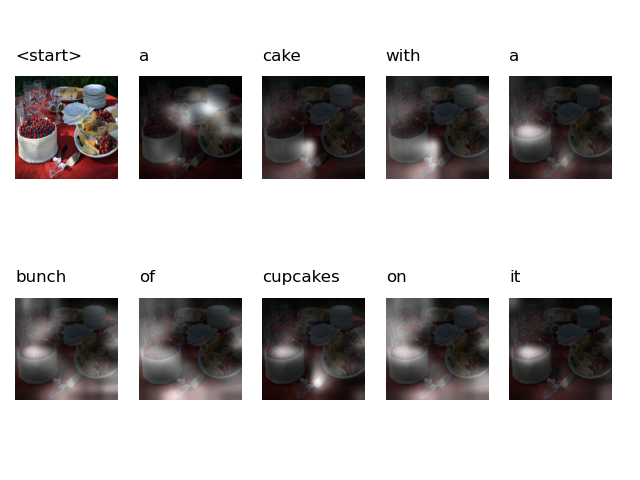 <start> a cake with a
bunch of cupcakes on it